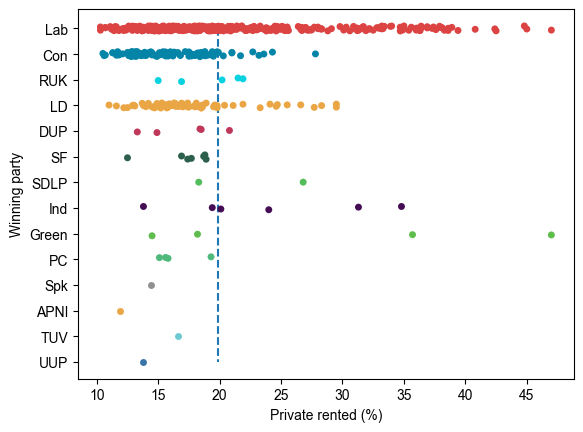 Lab
Con
RUK
LD
DUP
SF
SDLP
Ind
Green
PC
Spk
APNI
TUV
UUP
Winning party
10 15 20 25 30 35 40 45
Private rented (%)